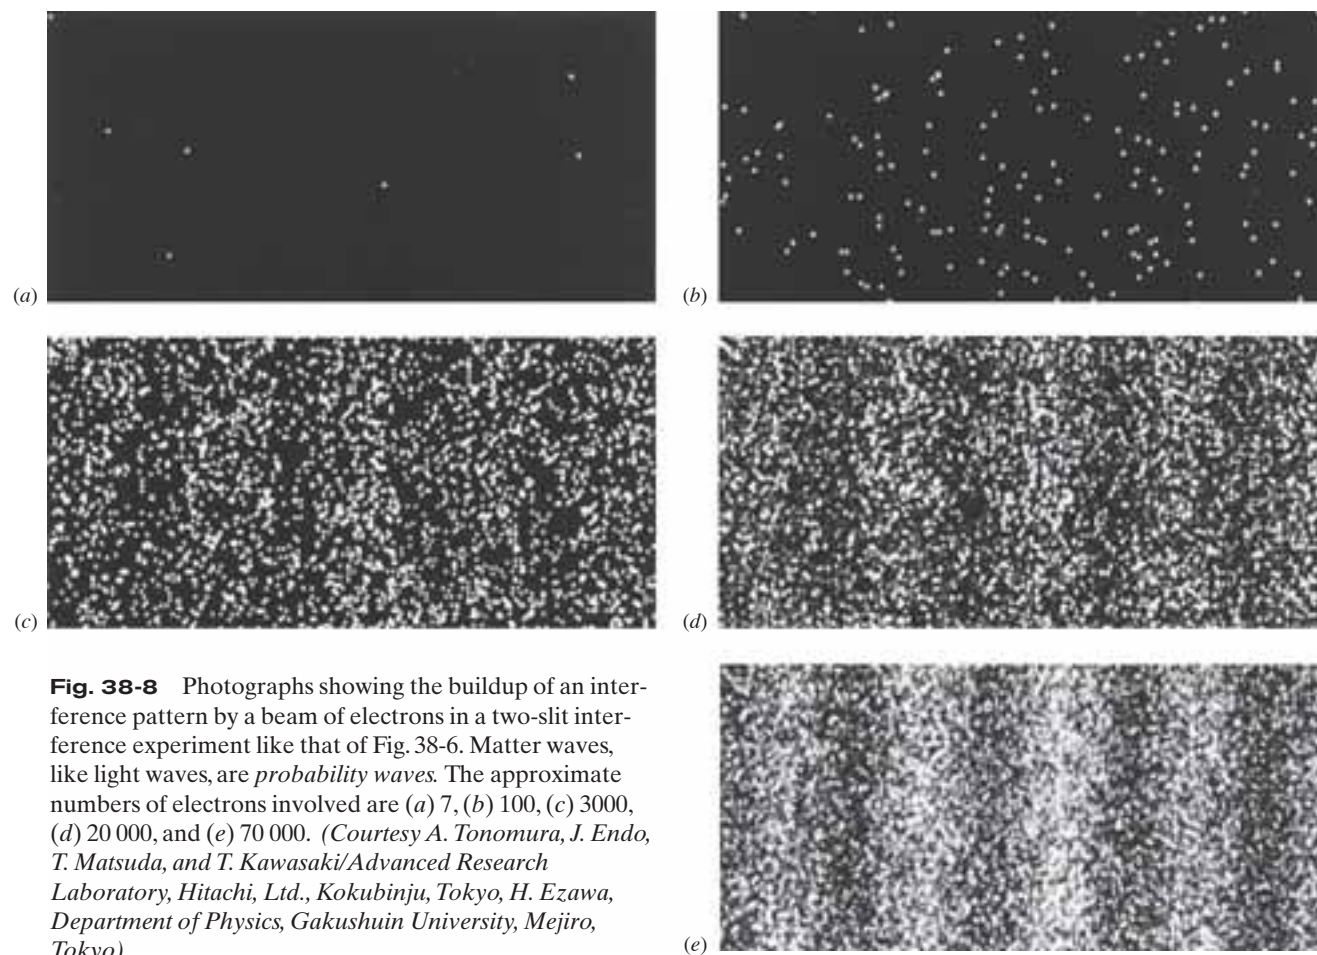 (a)
(b)
(c)
(d)
Fig. 38-8 Photographs showing the buildup of an inter-
ference pattern by a beam of electrons in a two-slit inter-
ference experiment like that of Fig. 38-6. Matter waves,
like light waves, are probability waves. The approximate
numbers of electrons involved are (a) 7, (b) 100, (c) 3000,
(d) 20 000, and (e) 70 000. (Courtesy A. Tonomura, J. Endo,
T. Matsuda, and T. Kawasaki/Advanced Research
Laboratory, Hitachi, Ltd., Kokubinju, Tokyo, H. Ezawa,
Department of Physics, Gakushuin University, Mejiro,
Tokyo)
(e)